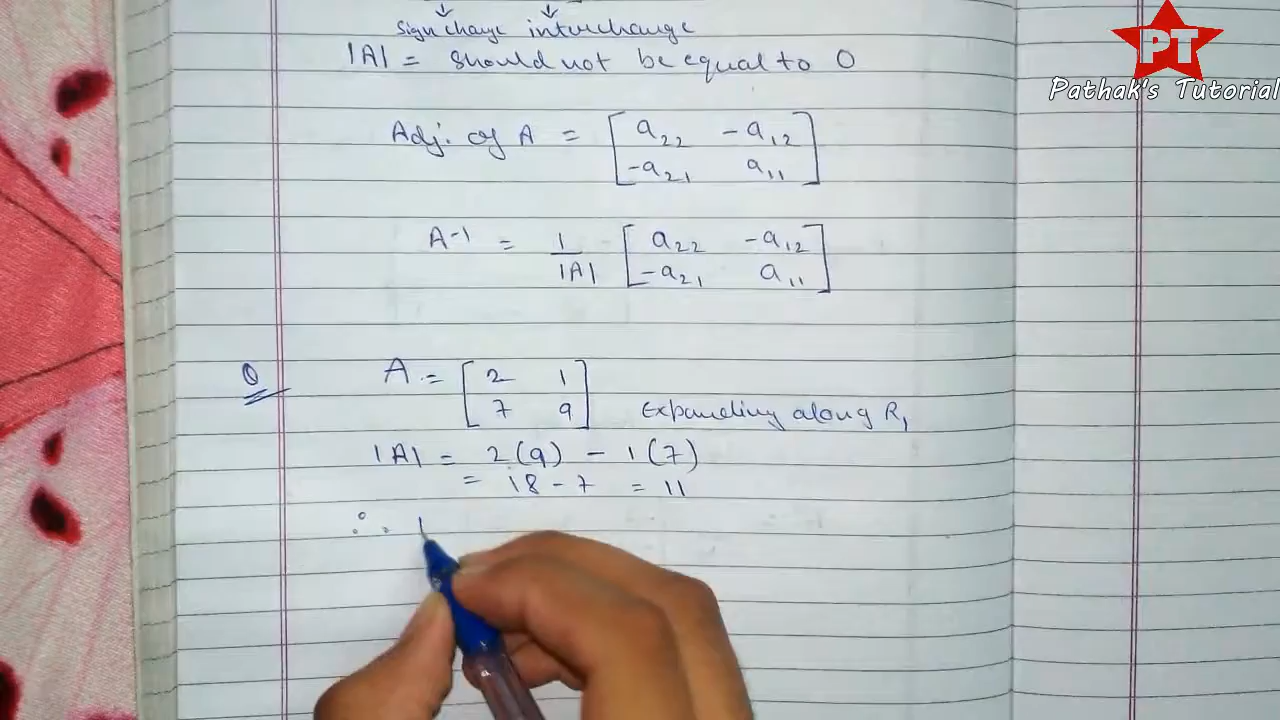 Sign change interchange
|A| = should not be equal to 0
PT
Pathak's Tutorial
Adj. of A = [a22 -a12
-a21 a11]
A-1 = 1/|A| [a22 -a12
-a21 a11]
Q A = [2 1
7 9] Expanding along R1
|A| = 2(9) - 1(7)
= 18 - 7 = 11
∴ |